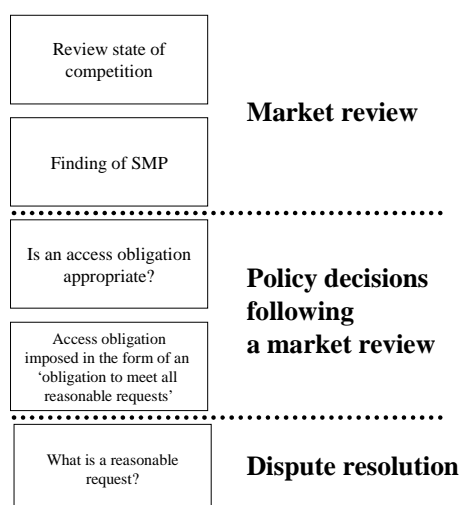 Review state of
competition
Market review
Finding of SMP
Is an access obligation
appropriate?
Policy decisions
following
a market review
Access obligation
imposed in the form of an
‘obligation to meet all
reasonable requests’
What is a reasonable
request?
Dispute resolution